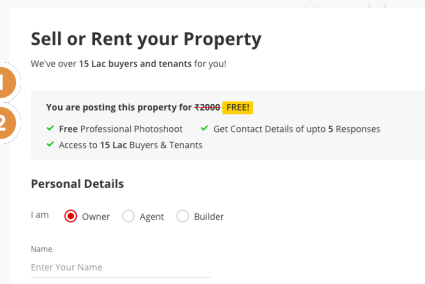 Sell or Rent your Property
We've over 15 Lac buyers and tenants for you!
1
You are posting this property for ₹2000 FREE!
2
Free Professional Photoshoot Get Contact Details of upto 5 Responses
Access to 15 Lac Buyers & Tenants
Personal Details
I am Owner Agent Builder
Name
Enter Your Name